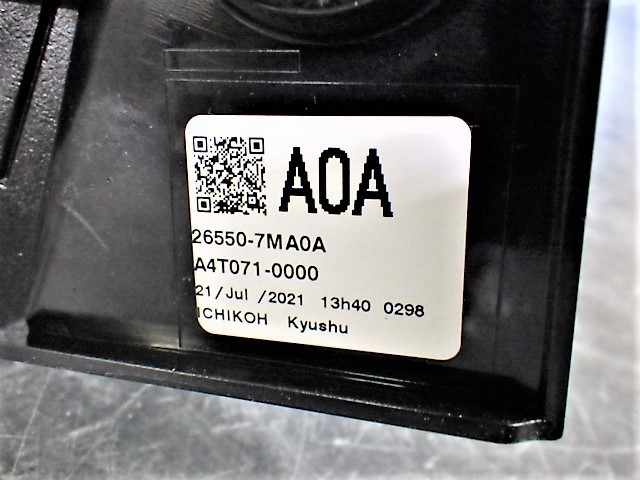 A0A
26550-7MA0A
A4T071-0000
21/Jul /2021 13h40 0298
ICHIKOH Kyushu